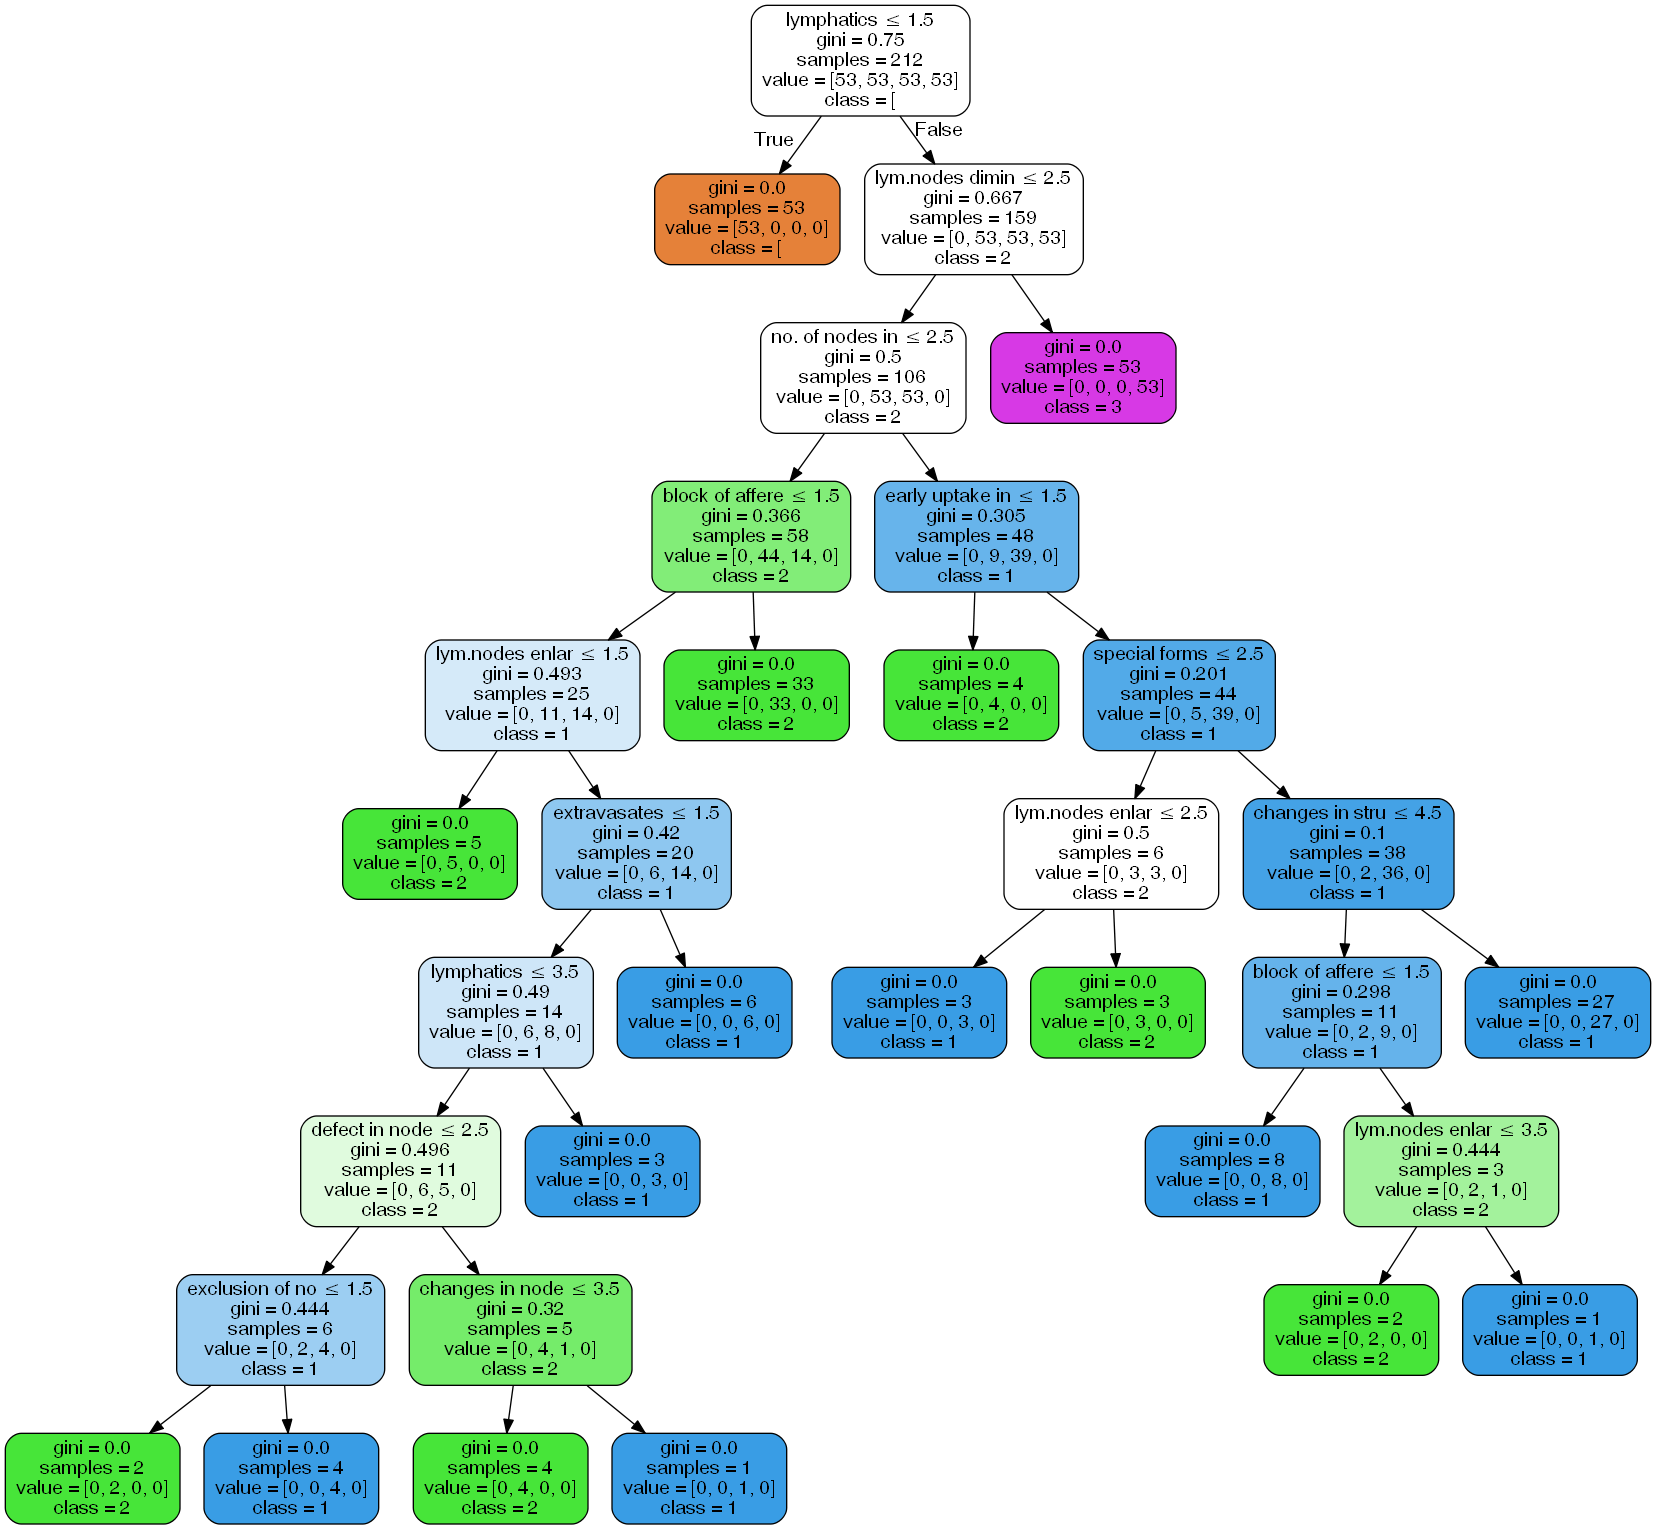 lymphatics ≤ 1.5
gini = 0.75
samples = 212
value = [53, 53, 53, 53]
class = [
True
False
gini = 0.0
samples = 53
value = [53, 0, 0, 0]
class = [
lym.nodes dimin ≤ 2.5
gini = 0.667
samples = 159
value = [0, 53, 53, 53]
class = 2
no. of nodes in ≤ 2.5
gini = 0.5
samples = 106
value = [0, 53, 53, 0]
class = 2
gini = 0.0
samples = 53
value = [0, 0, 0, 53]
class = 3
block of affere ≤ 1.5
gini = 0.366
samples = 58
value = [0, 44, 14, 0]
class = 2
early uptake in ≤ 1.5
gini = 0.305
samples = 48
value = [0, 9, 39, 0]
class = 1
lym.nodes enlar ≤ 1.5
gini = 0.493
samples = 25
value = [0, 11, 14, 0]
class = 1
gini = 0.0
samples = 33
value = [0, 33, 0, 0]
class = 2
gini = 0.0
samples = 4
value = [0, 4, 0, 0]
class = 2
special forms ≤ 2.5
gini = 0.201
samples = 44
value = [0, 5, 39, 0]
class = 1
gini = 0.0
samples = 5
value = [0, 5, 0, 0]
class = 2
extravasates ≤ 1.5
gini = 0.42
samples = 20
value = [0, 6, 14, 0]
class = 1
lym.nodes enlar ≤ 2.5
gini = 0.5
samples = 6
value = [0, 3, 3, 0]
class = 2
changes in stru ≤ 4.5
gini = 0.1
samples = 38
value = [0, 2, 36, 0]
class = 1
lymphatics ≤ 3.5
gini = 0.49
samples = 14
value = [0, 6, 8, 0]
class = 1
gini = 0.0
samples = 6
value = [0, 0, 6, 0]
class = 1
gini = 0.0
samples = 3
value = [0, 0, 3, 0]
class = 1
gini = 0.0
samples = 3
value = [0, 3, 0, 0]
class = 2
block of affere ≤ 1.5
gini = 0.298
samples = 11
value = [0, 2, 9, 0]
class = 1
gini = 0.0
samples = 27
value = [0, 0, 27, 0]
class = 1
defect in node ≤ 2.5
gini = 0.496
samples = 11
value = [0, 6, 5, 0]
class = 2
gini = 0.0
samples = 3
value = [0, 0, 3, 0]
class = 1
gini = 0.0
samples = 8
value = [0, 0, 8, 0]
class = 1
lym.nodes enlar ≤ 3.5
gini = 0.444
samples = 3
value = [0, 2, 1, 0]
class = 2
exclusion of no ≤ 1.5
gini = 0.444
samples = 6
value = [0, 2, 4, 0]
class = 1
changes in node ≤ 3.5
gini = 0.32
samples = 5
value = [0, 4, 1, 0]
class = 2
gini = 0.0
samples = 2
value = [0, 2, 0, 0]
class = 2
gini = 0.0
samples = 1
value = [0, 0, 1, 0]
class = 1
gini = 0.0
samples = 2
value = [0, 2, 0, 0]
class = 2
gini = 0.0
samples = 4
value = [0, 0, 4, 0]
class = 1
gini = 0.0
samples = 4
value = [0, 4, 0, 0]
class = 2
gini = 0.0
samples = 1
value = [0, 0, 1, 0]
class = 1